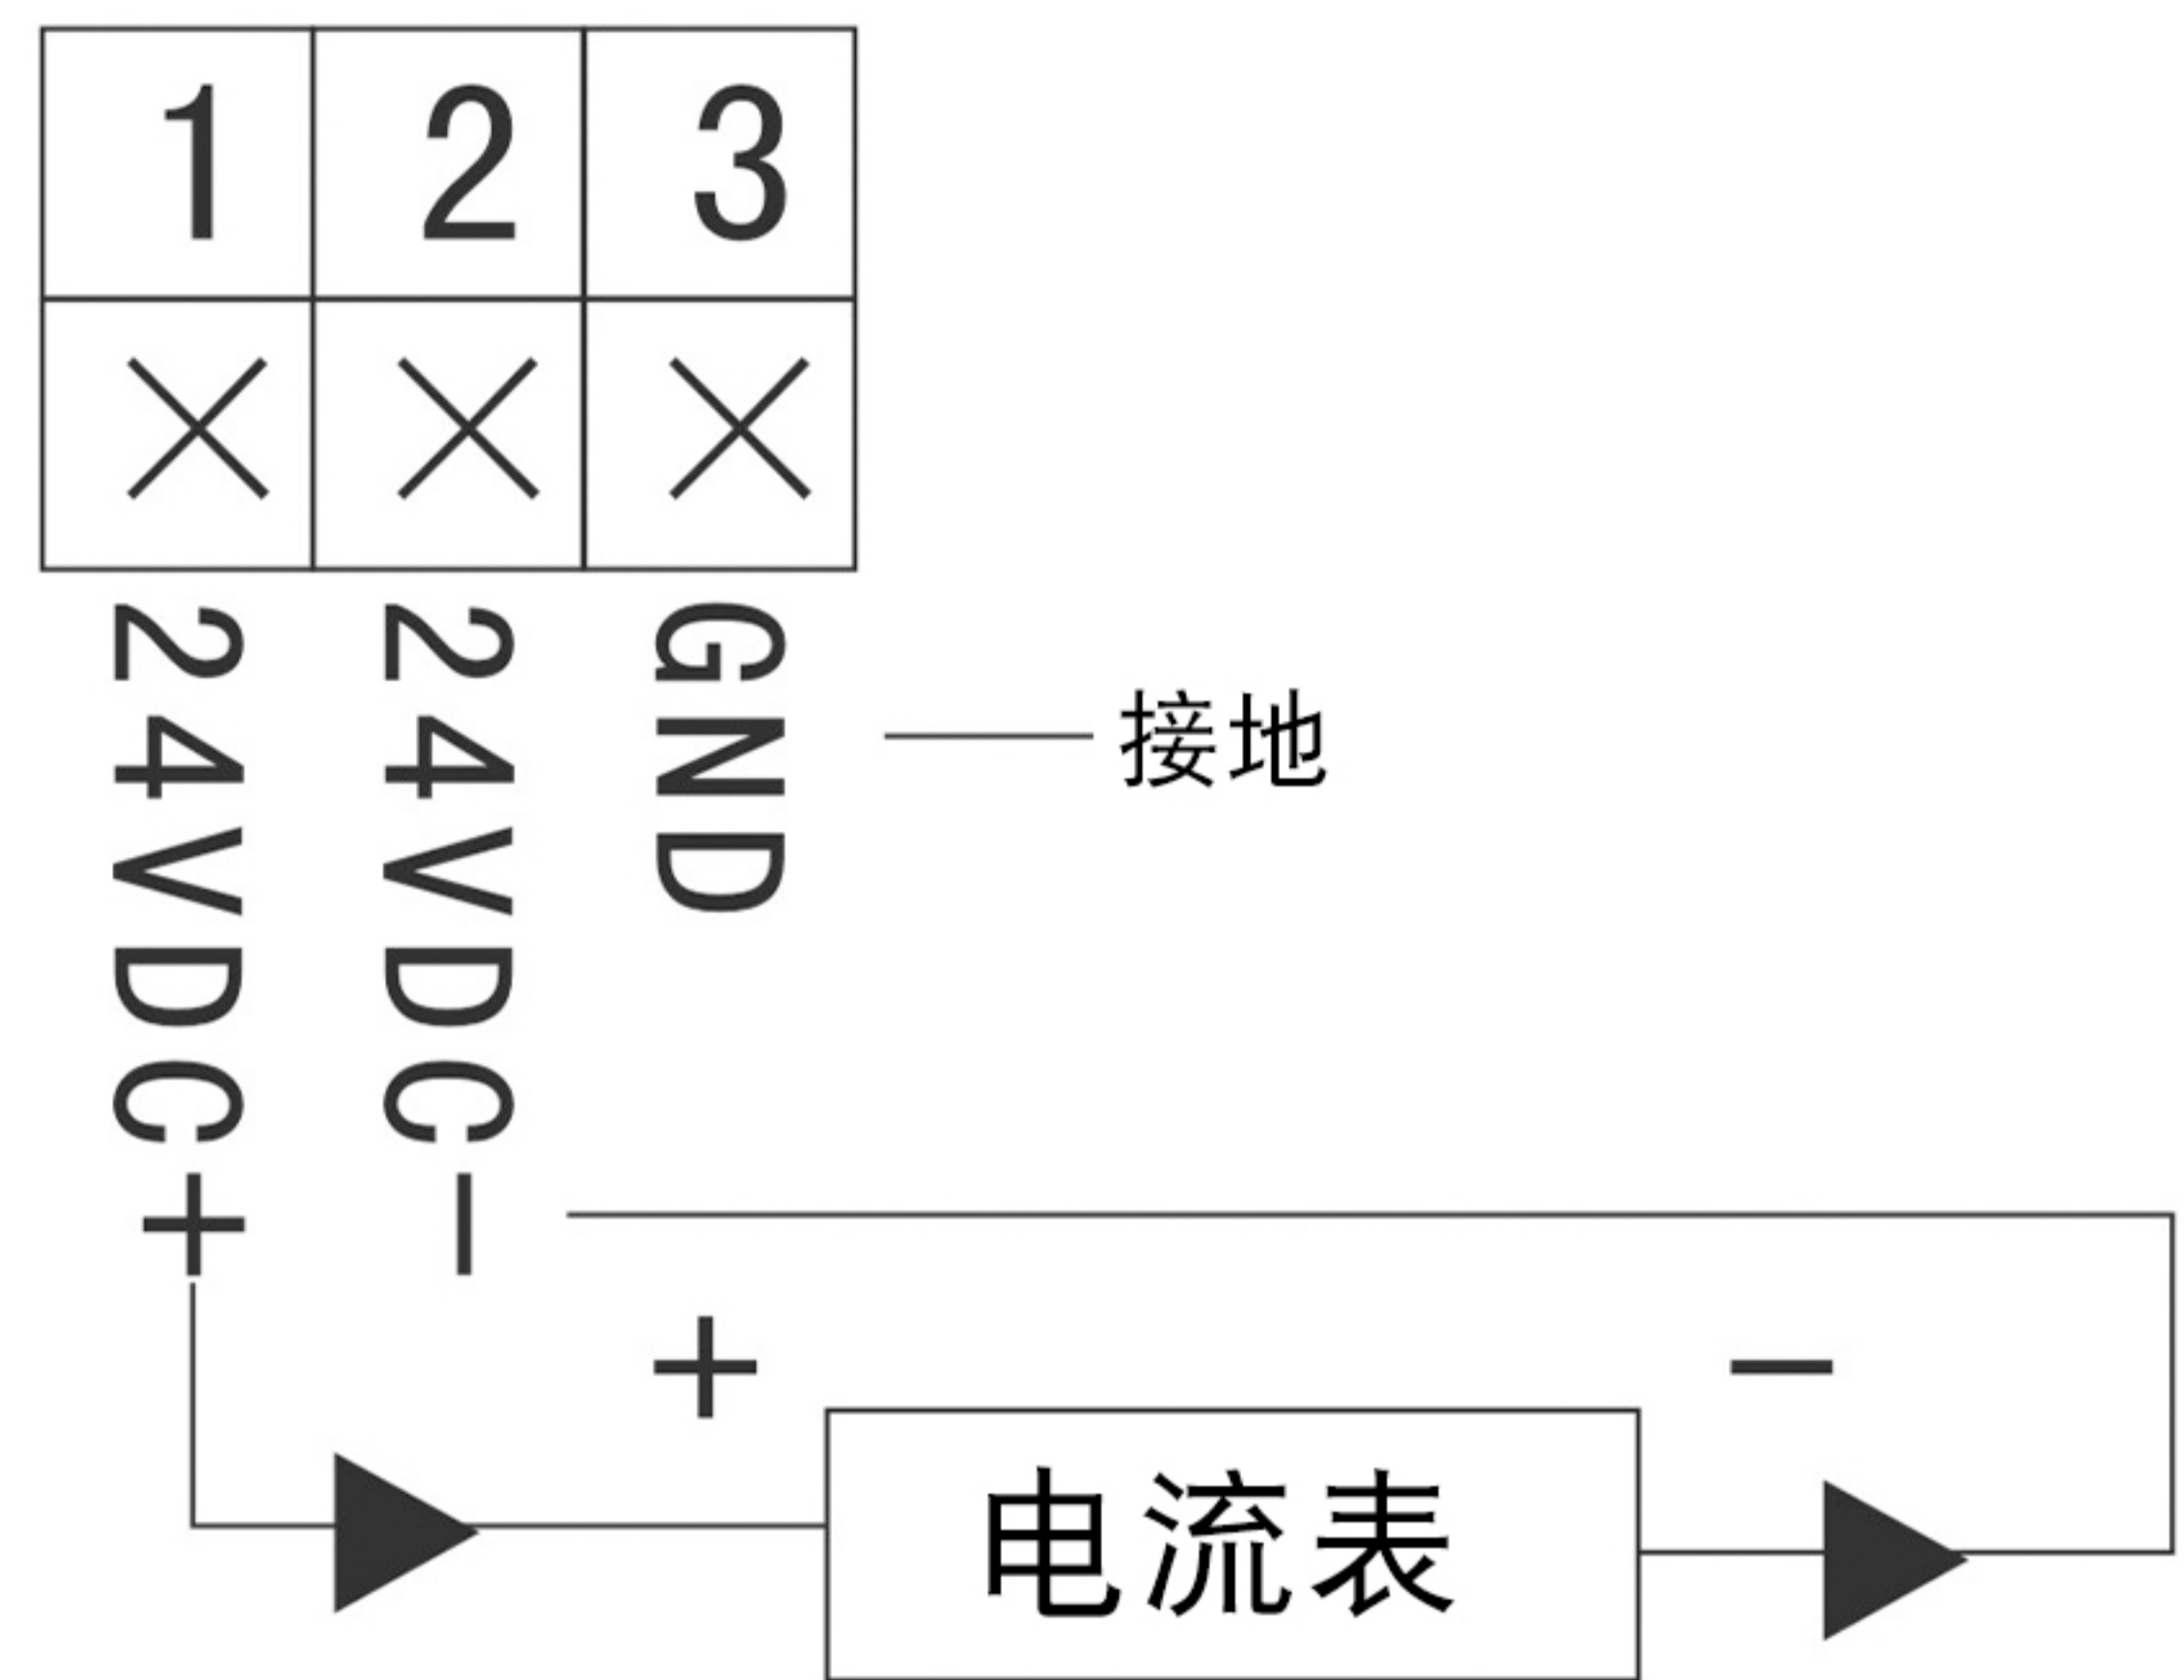 1 2 3
× × ×
24VDC+
24VDC-
GND
接地
+
-
电流表